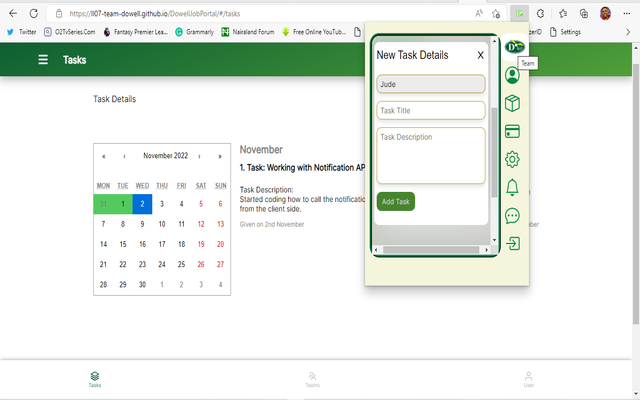 https://ll07-team-dowell.github.io/DowellJobPortal/#/tasks
Twitter
O2TvSeries.Com
Fantasy Premier Lea...
Grammarly
Nairaland Forum
Free Online YouTub...
D
erID
Settings
Tasks
Team
Task Details
November 2022
MON TUE WED THU FRI SAT SUN
31 1 2 3 4 5 6
7 8 9 10 11 12 13
14 15 16 17 18 19 20
21 22 23 24 25 26 27
28 29 30 1 2 3 4
November
1. Task: Working with Notification AP
Task Description:
Started coding how to call the notificatio
from the client side.
Given on 2nd November
New Task Details X
Jude
Task Title
Task Description
Add Task
Tasks
Teams
User